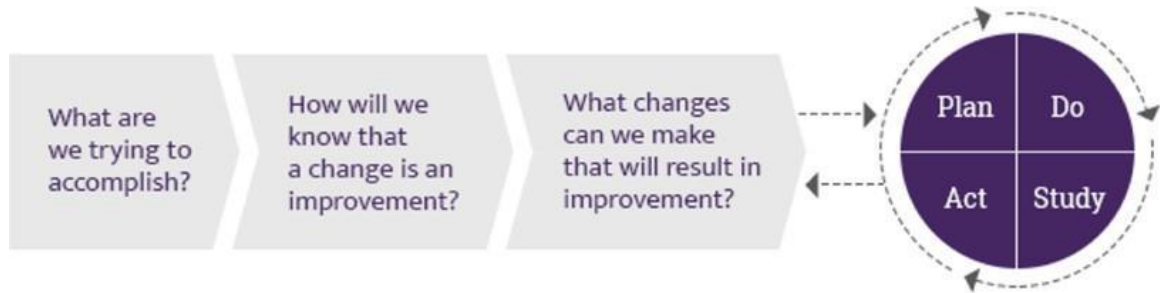 What are
we trying to
accomplish?
How will we
know that
a change is an
improvement?
What changes
can we make
that will result in
improvement?
Plan
Do
Act
Study